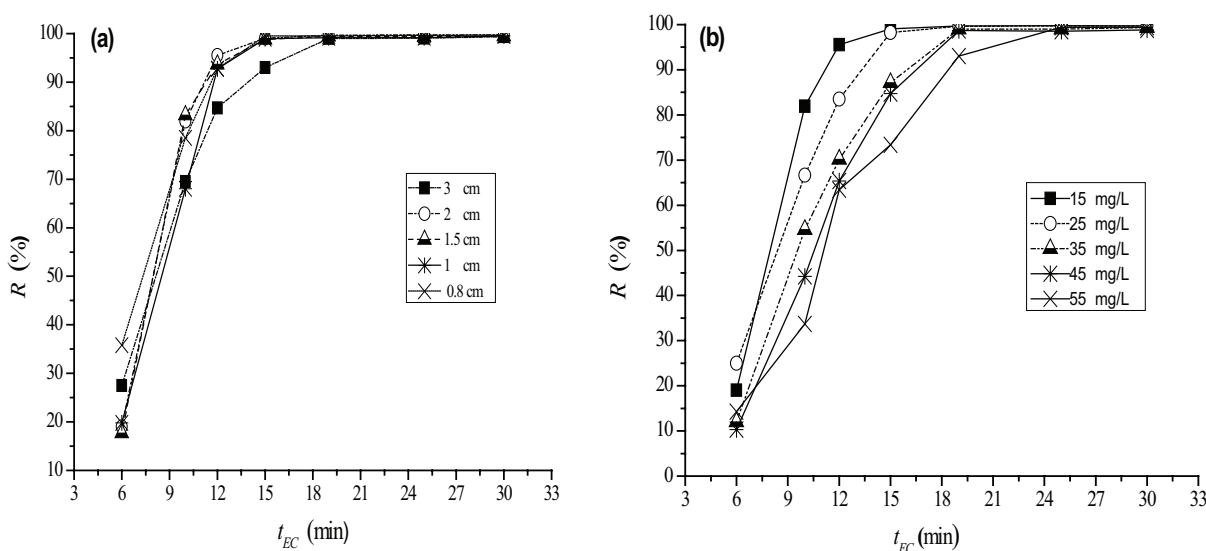 (a)
100
90
80
70
60
50
40
30
20
10
R (%)
3 6 9 12 15 18 21 24 27 30 33
t_EC (min)
3 cm
2 cm
1.5 cm
1 cm
0.8 cm
(b)
100
90
80
70
60
50
40
30
20
10
0
R (%)
3 6 9 12 15 18 21 24 27 30 33
t_EC (min)
15 mg/L
25 mg/L
35 mg/L
45 mg/L
55 mg/L